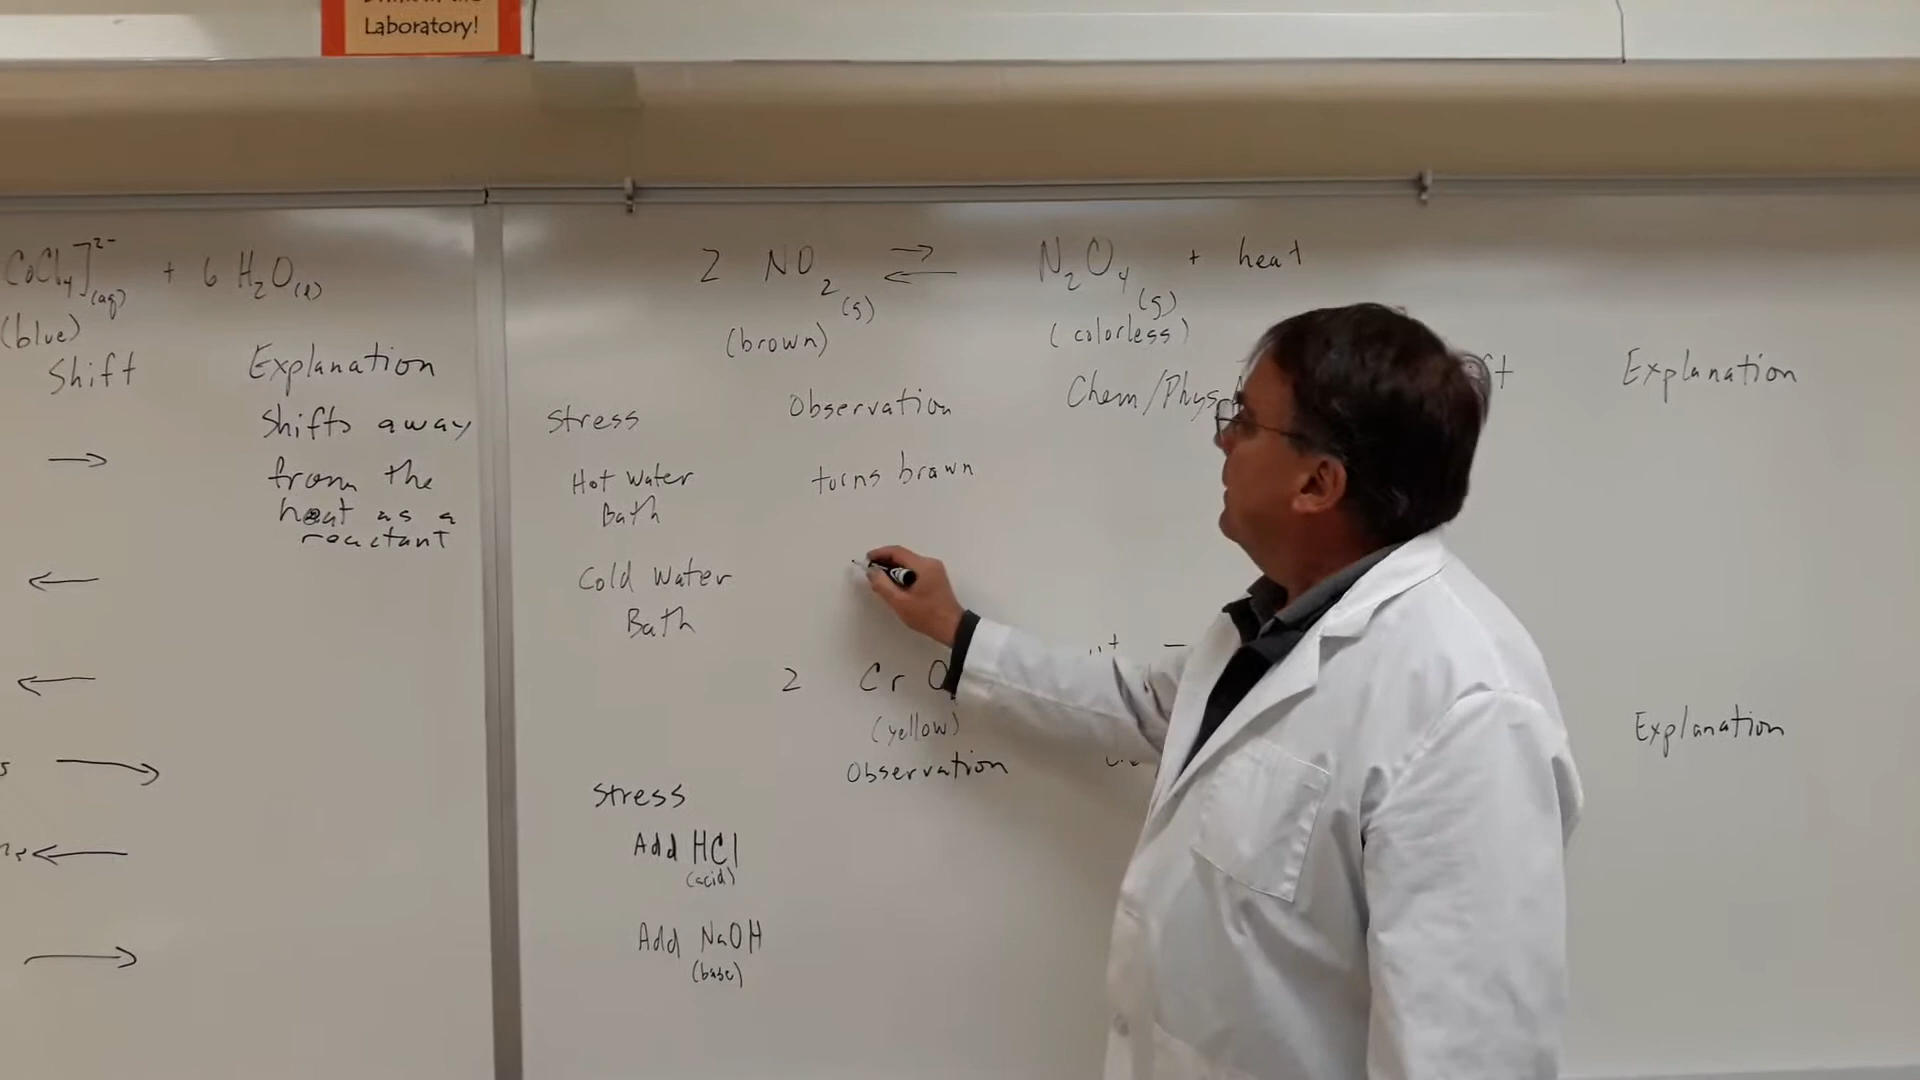 Laboratory!
CoCl₄]²⁻(aq) + 6 H₂O(l)
(blue)
Shift Explanation
Shifts away
from the
heat as a
reactant
2 NO₂(g) ⇌ N₂O₄(g) + heat
(brown) (colorless)
Stress Observation Chem/Phys Explanation
Hot Water
Bath
turns brown
Cold Water
Bath
2 Cr O
(yellow)
Stress Observation Explanation
Add HCl
(acid)
Add NaOH
(base)